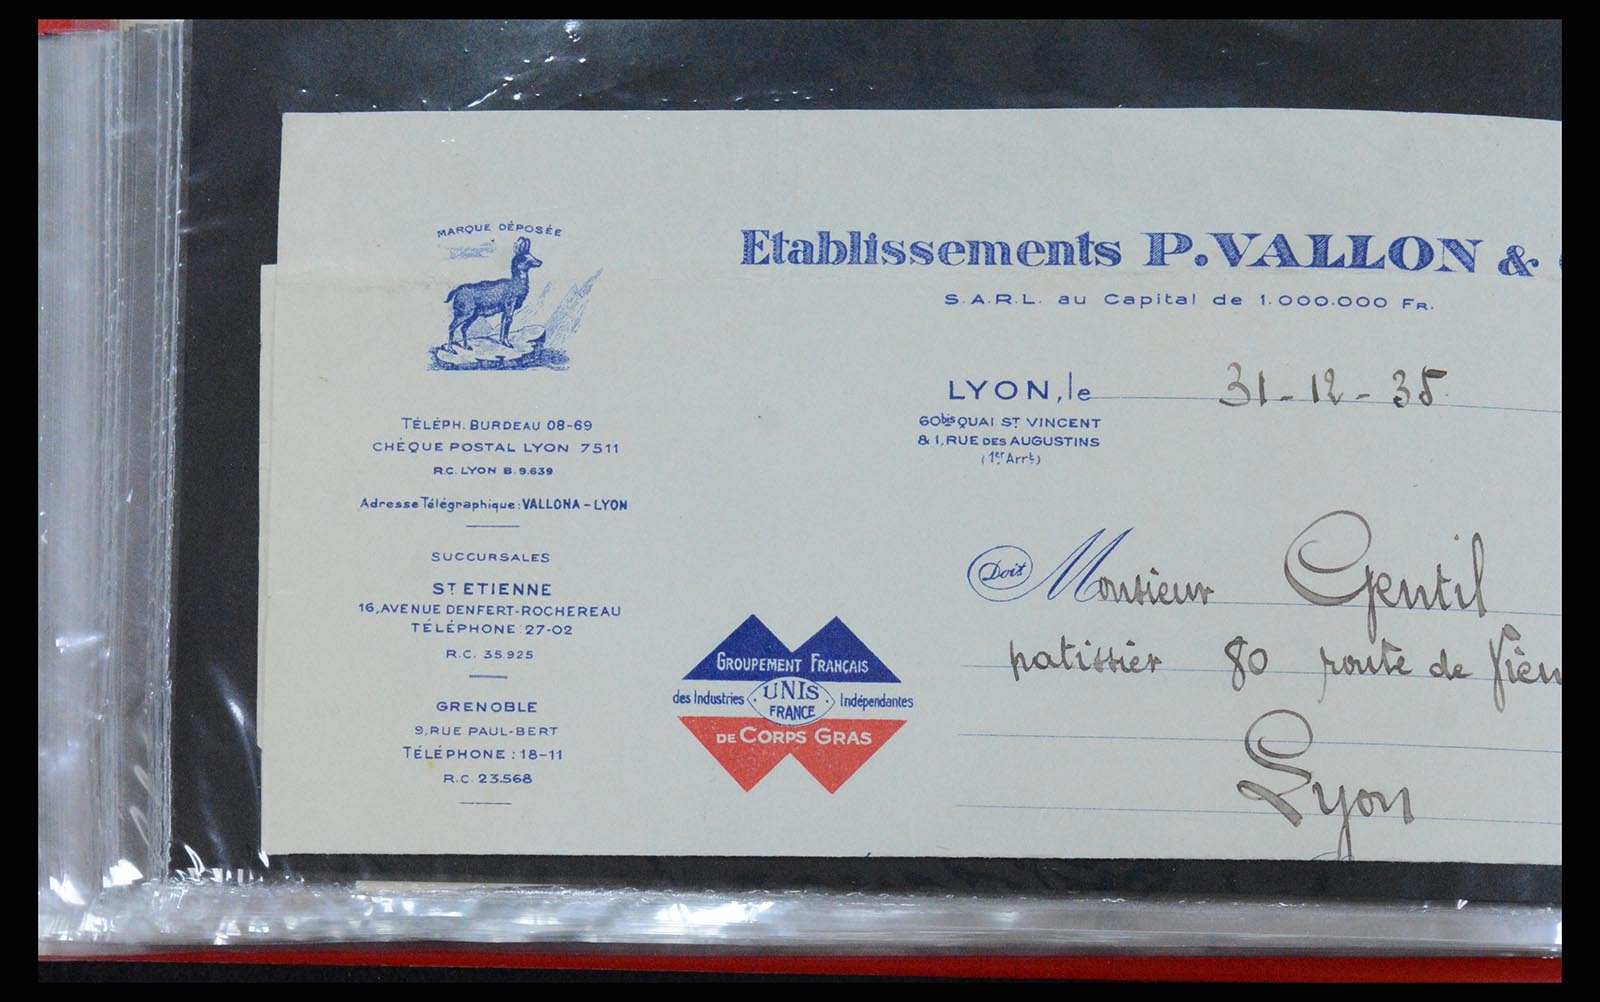 MARQUE DÉPOSÉE
Etablissements P. VALLON &
S.A.R.L. au Capital de 1.000.000 FR.
LYON, le 31-12-35
60bis QUAI ST VINCENT
& 1, RUE DES AUGUSTINS
(1er Arrt)
TÉLÉPH. BURDEAU 08-69
CHÈQUE POSTAL LYON 7511
R.C. LYON B. 9.639
Adresse Télégraphique: VALLONA - LYON
SUCCURSALES
ST ETIENNE
16, AVENUE DENFERT-ROCHEREAU
TÉLÉPHONE: 27-02
R.C. 35.925
GRENOBLE
9, RUE PAUL-BERT
TÉLÉPHONE: 18-11
R.C. 23.568
GROUPEMENT FRANÇAIS
des Industries UNIS FRANCE Indépendantes
DE CORPS GRAS
Doit Monsieur Gentil
patissier 80 route de Vien
Lyon